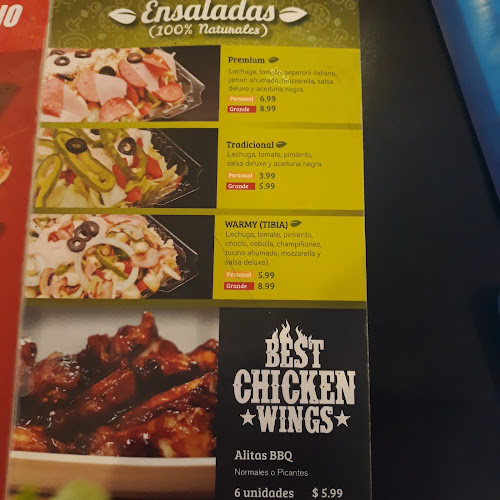 JO
Ensaladas
(100% Naturales)
Premium
Lechuga, tomate, peperoni italiano,
jamon ahumado, mozzarella, salsa
deluxe y aceituna negra.
Personal 6.99
Grande 8.99
Tradicional
Lechuga, tomate, pimiento,
salsa deluxe y aceituna negra.
Personal 3.99
Grande 5.99
WARMY (TIBIA)
Lechuga, tomate, pimiento,
choclo, cebolla, champiñones,
tocino ahumado, mozzarella y
salsa deluxe).
Personal 5.99
Grande 8.99
BEST
CHICKEN
WINGS
Alitas BBQ
Normales o Picantes
6 unidades $ 5.99